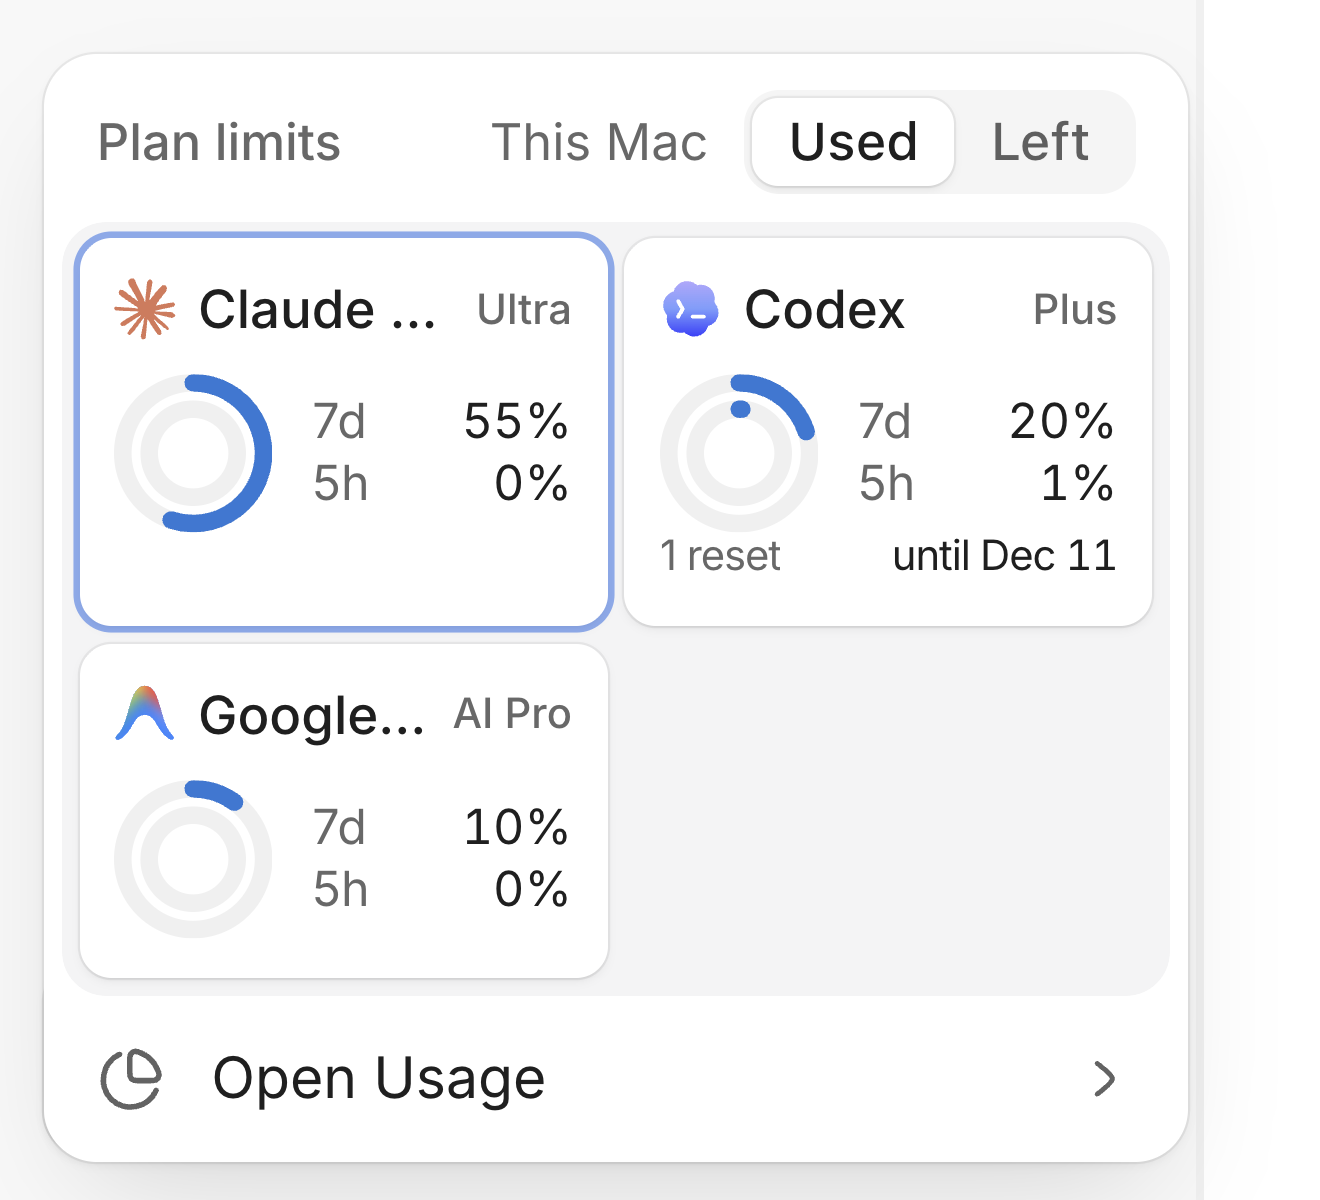 Plan limits This Mac Used Left
Claude ... Ultra
7d 55%
5h 0%
Codex Plus
7d 20%
5h 1%
1 reset until Dec 11
Google... AI Pro
7d 10%
5h 0%
Open Usage